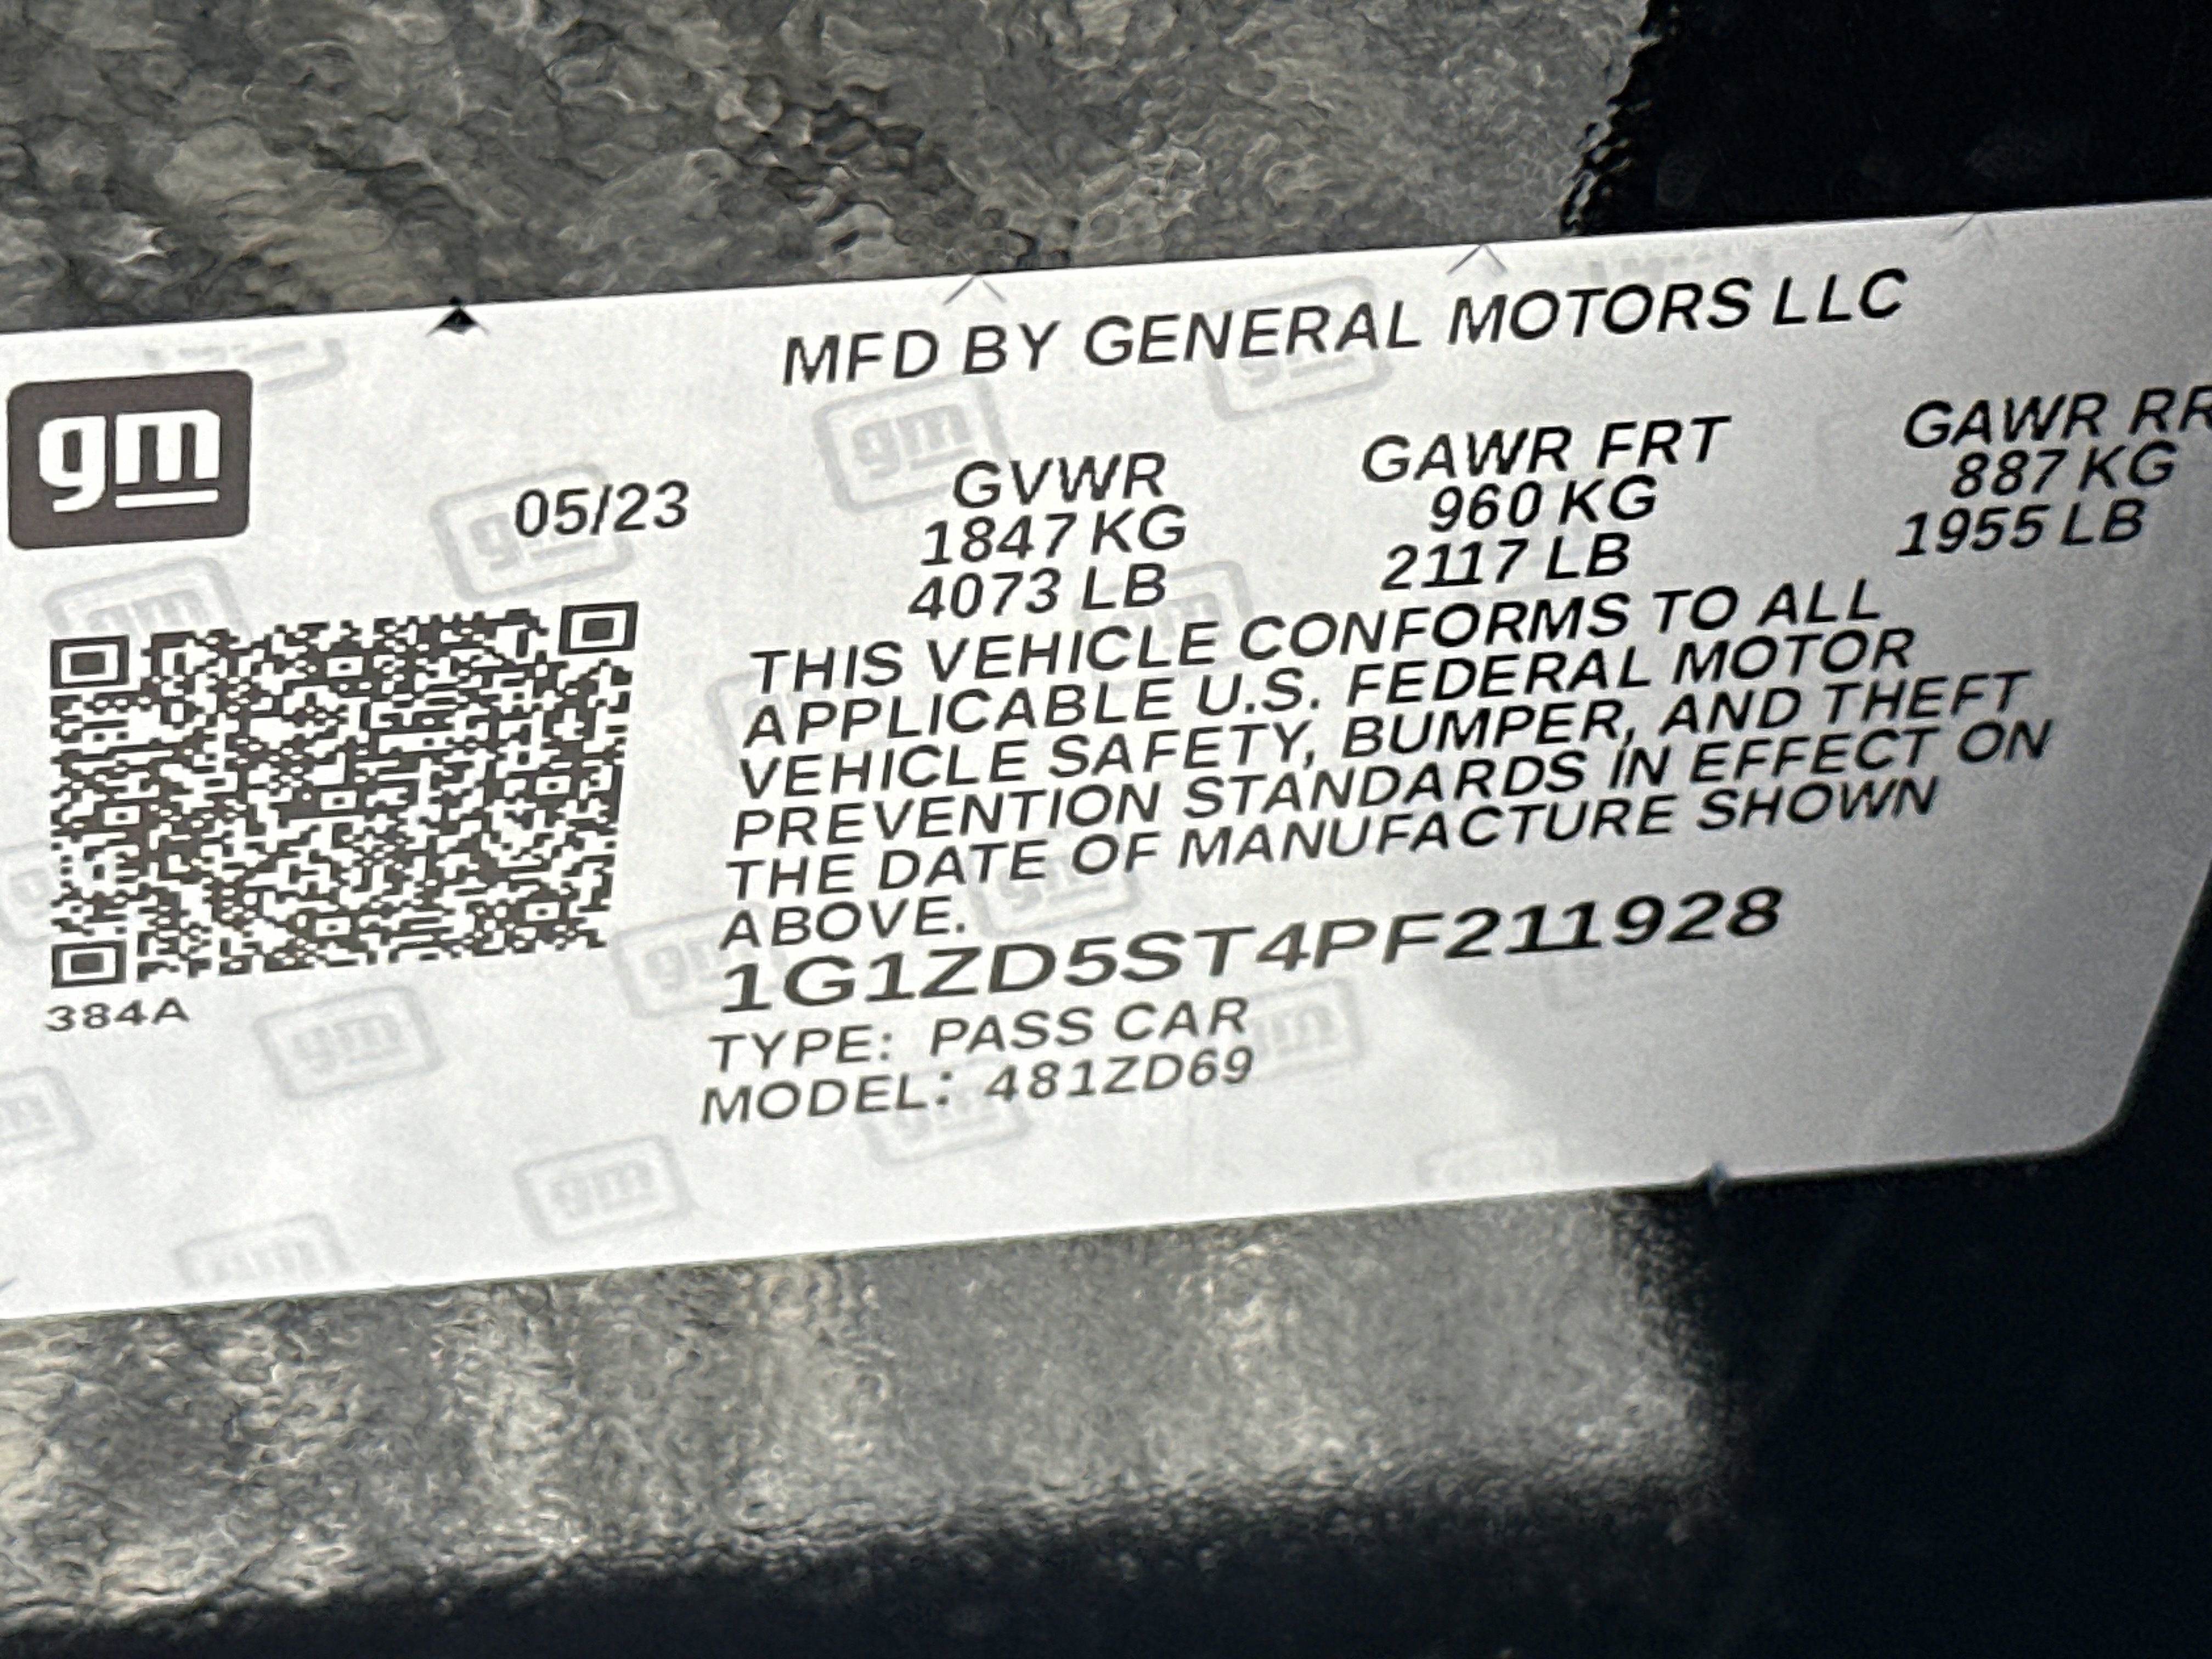 MFD BY GENERAL MOTORS LLC
gm
05/23
GVWR GAWR FRT GAWR RR
1847 KG 960 KG 887 KG
4073 LB 2117 LB 1955 LB
THIS VEHICLE CONFORMS TO ALL
APPLICABLE U.S. FEDERAL MOTOR
VEHICLE SAFETY, BUMPER, AND THEFT
PREVENTION STANDARDS IN EFFECT ON
THE DATE OF MANUFACTURE SHOWN
ABOVE.
1G1ZD5ST4PF211928
384A
TYPE: PASS CAR
MODEL: 481ZD69